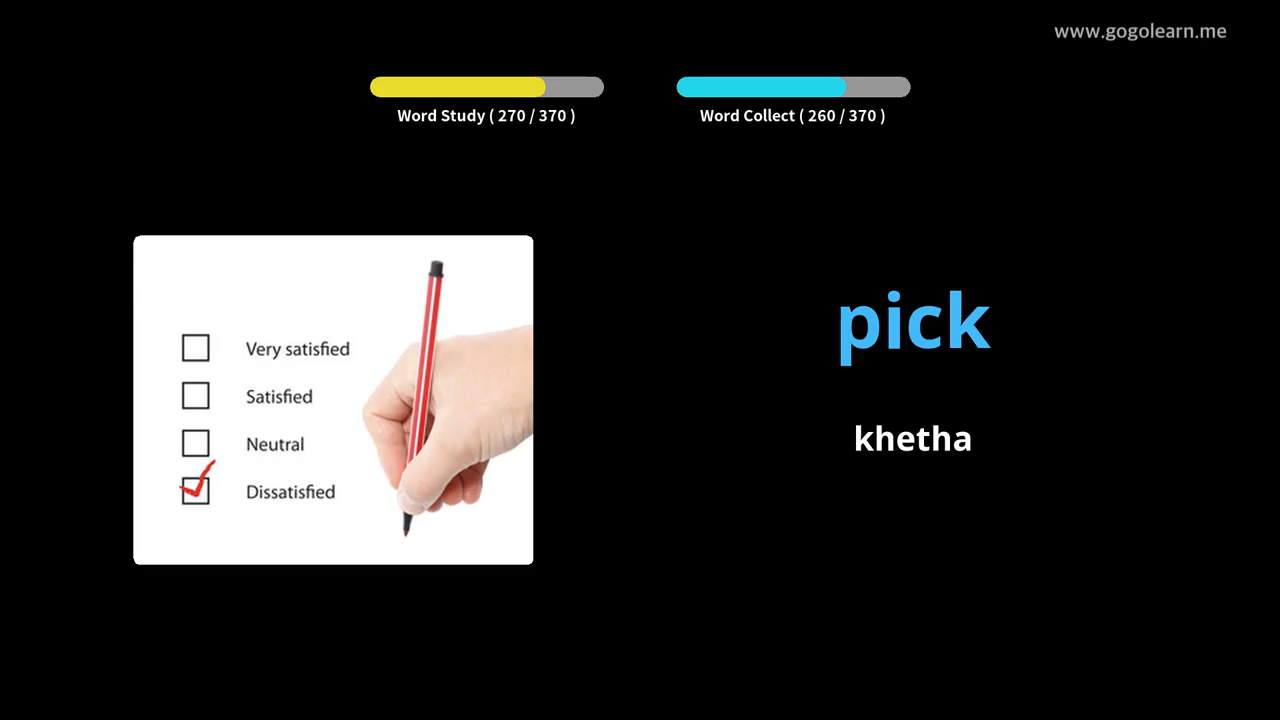 www.gogolearn.me
Word Study ( 270 / 370 )
Word Collect ( 260 / 370 )
Very satisfied
Satisfied
Neutral
Dissatisfied
pick
khetha